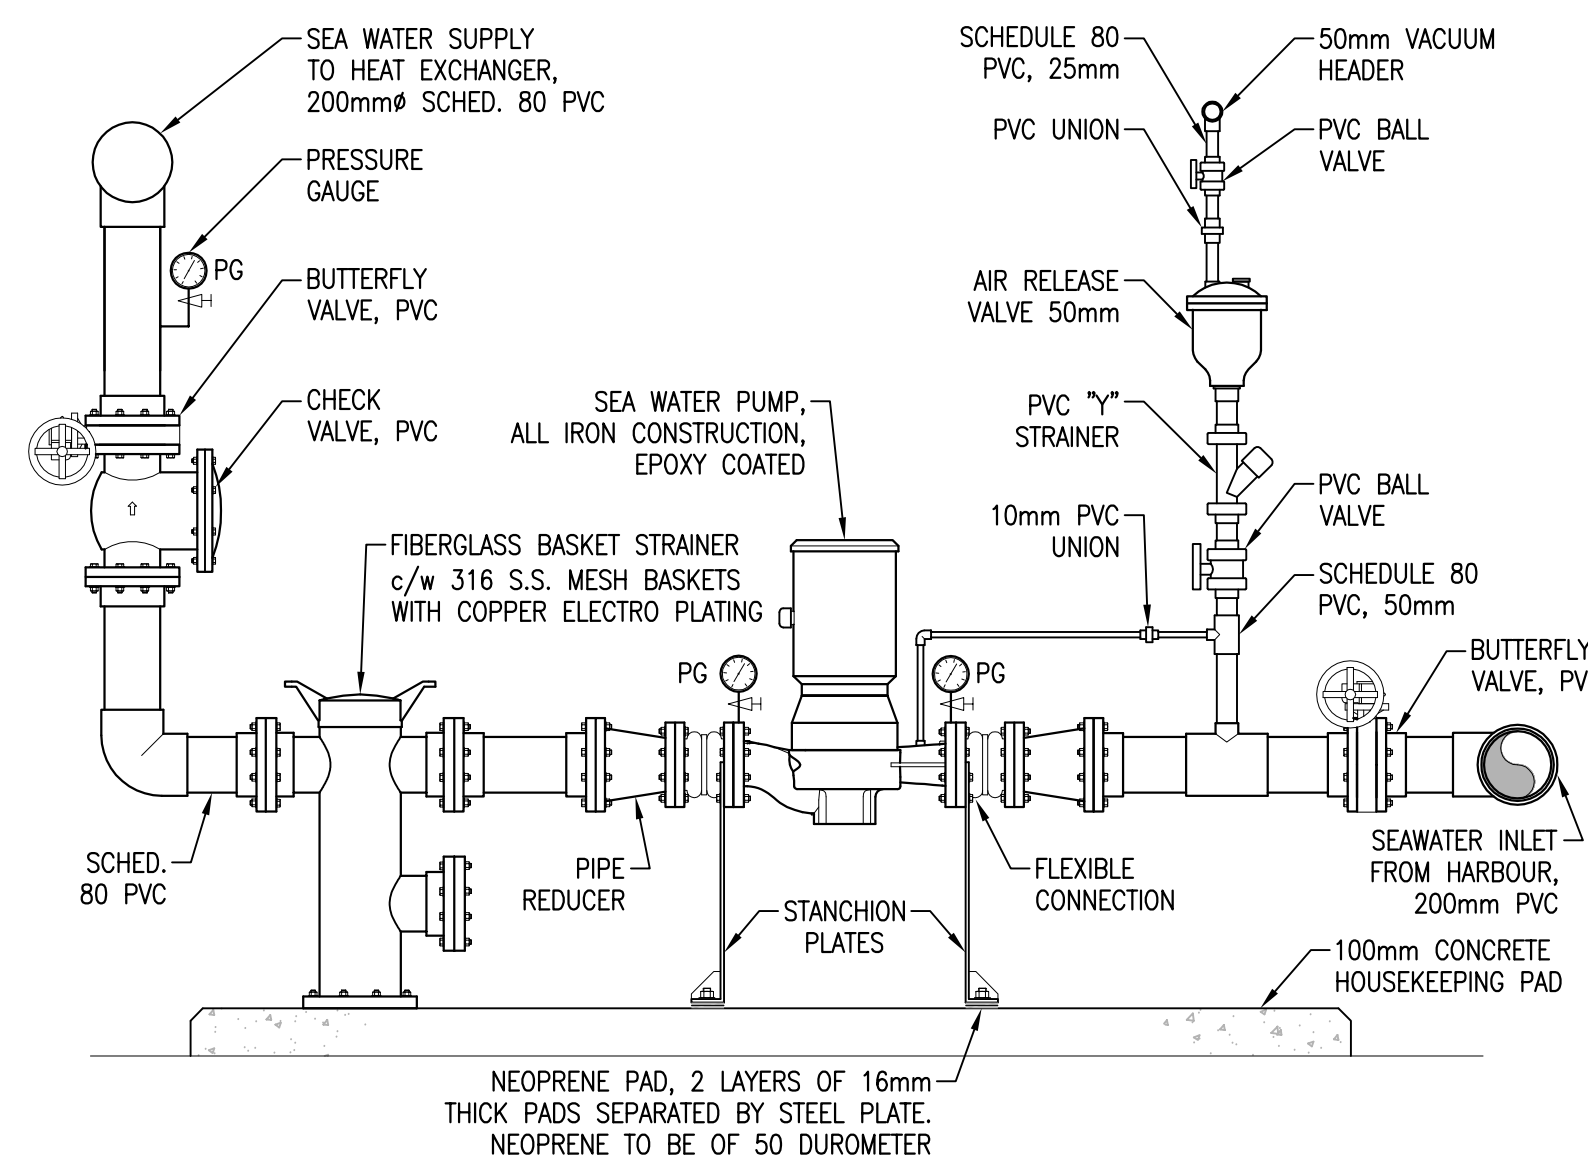 SEA WATER SUPPLY
TO HEAT EXCHANGER,
200mmø SCHED. 80 PVC
PRESSURE
GAUGE
PG
BUTTERFLY
VALVE, PVC
CHECK
VALVE, PVC
SCHEDULE 80
PVC, 25mm
50mm VACUUM
HEADER
PVC UNION
PVC BALL
VALVE
AIR RELEASE
VALVE 50mm
SEA WATER PUMP,
ALL IRON CONSTRUCTION,
EPOXY COATED
PVC "Y"
STRAINER
10mm PVC
UNION
PVC BALL
VALVE
FIBERGLASS BASKET STRAINER
c/w 316 S.S. MESH BASKETS
WITH COPPER ELECTRO PLATING
SCHEDULE 80
PVC, 50mm
PG
PG
BUTTERFLY
VALVE, PV
SCHED.
80 PVC
PIPE
REDUCER
FLEXIBLE
CONNECTION
SEAWATER INLET
FROM HARBOUR,
200mm PVC
STANCHION
PLATES
100mm CONCRETE
HOUSEKEEPING PAD
NEOPRENE PAD, 2 LAYERS OF 16mm
THICK PADS SEPARATED BY STEEL PLATE.
NEOPRENE TO BE OF 50 DUROMETER